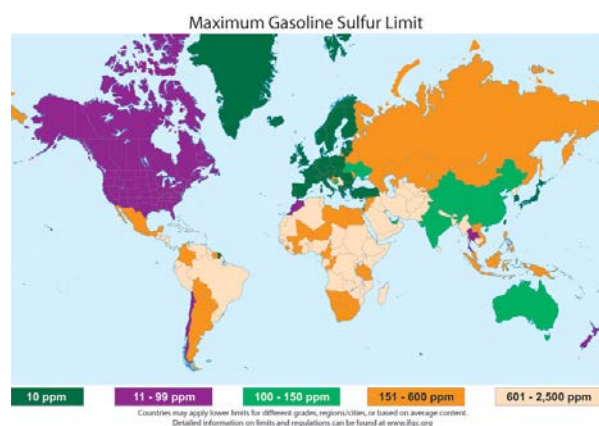 Maximum Gasoline Sulfur Limit
10 ppm
11 - 99 ppm
100 - 150 ppm
151 - 600 ppm
601 - 2,500 ppm
Countries may apply lower limits for different grades, regions/cities, or based on average content.
Detailed information on limits and regulations can be found at www.ifqc.org